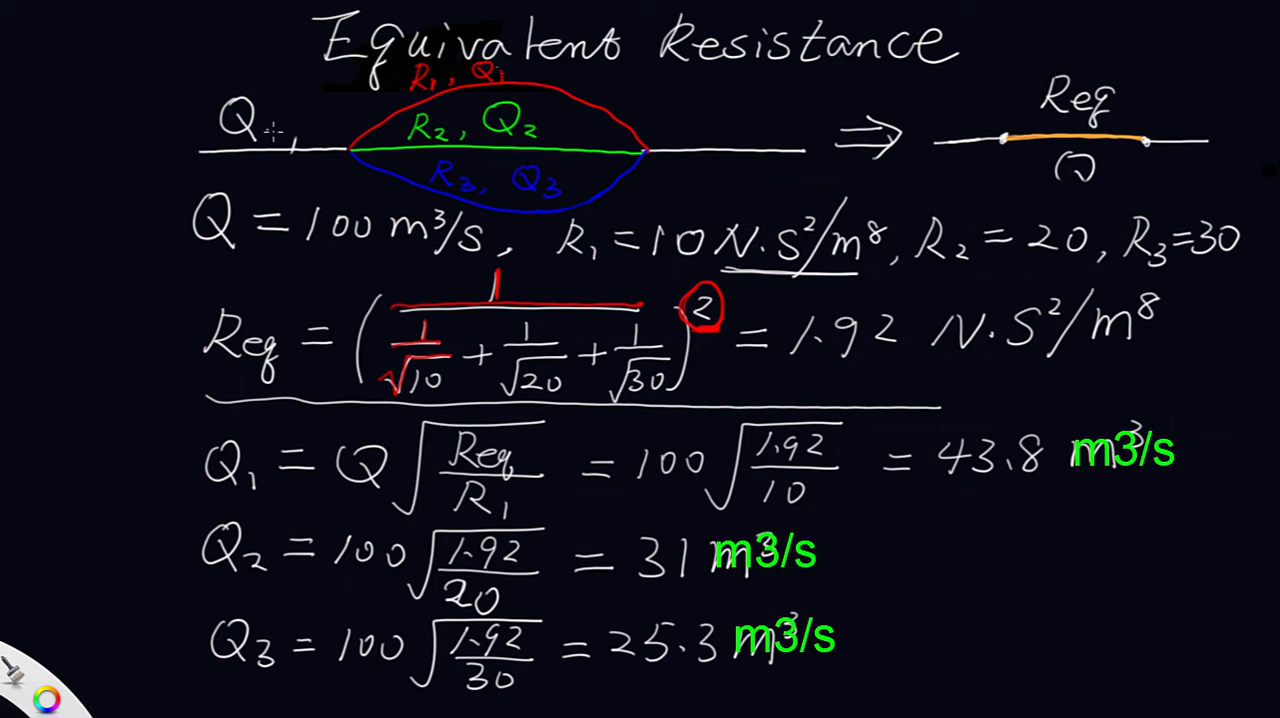 Equivalent Resistance
R1, Q1
Q, R2, Q2 ⇒ Req
R3, Q3 Q
Q = 100 m³/s, R1 = 10 N·S²/m⁸, R2 = 20, R3=30
Req = (1/(1/√10 + 1/√20 + 1/√30))² = 1.92 N·S²/m⁸
Q1 = Q√(Req/R1) = 100√(1.92/10) = 43.8 m3/s
Q2 = 100√(1.92/20) = 31 m3/s
Q3 = 100√(1.92/30) = 25.3 m3/s